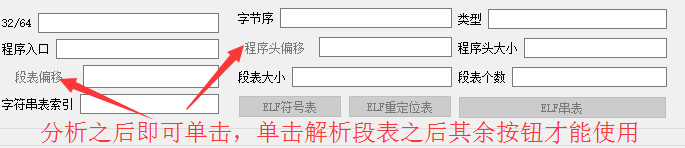 32/64 字节序 类型
程序入口 程序头偏移 程序头大小
段表偏移 段表大小 段表个数
字符串表索引 ELF符号表 ELF重定位表 ELF串表
分析之后即可单击，单击解析段表之后其余按钮才能使用